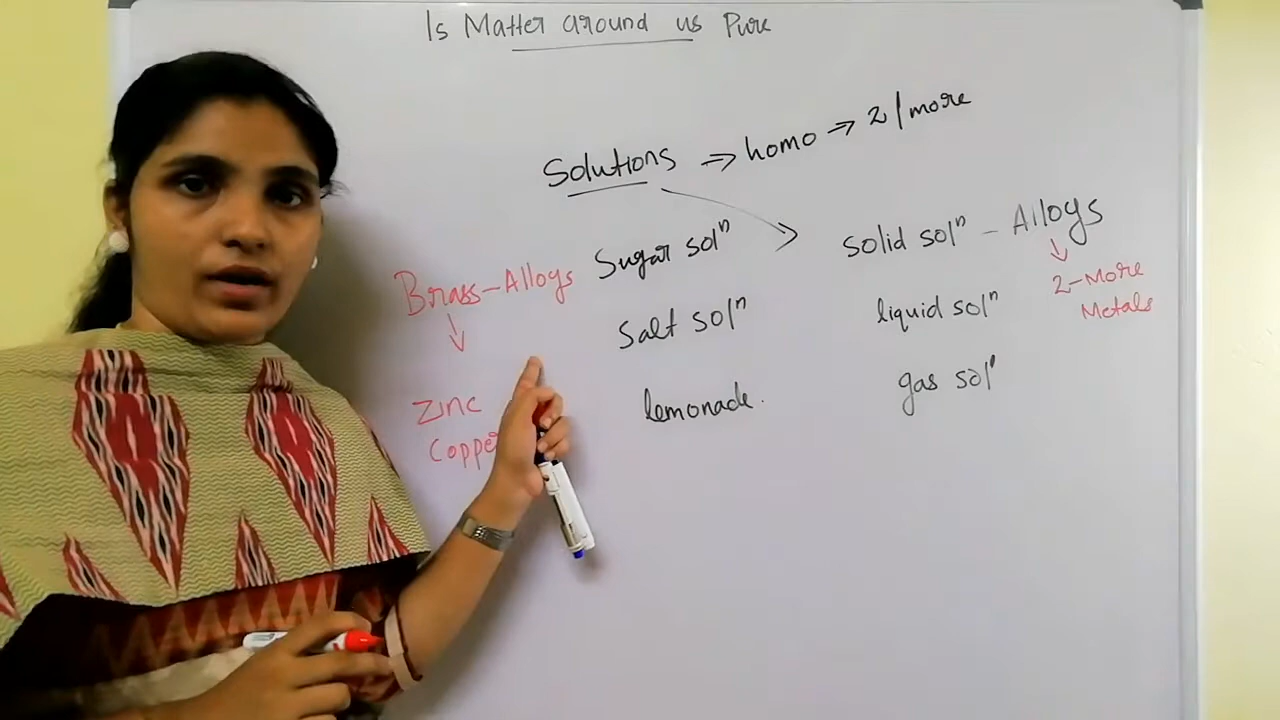 Is Matter around us Pure
Solutions ⇒ homo ⇒ 2/more
Sugar solⁿ
Salt solⁿ
lemonade.
solid solⁿ - Alloys
2-More
Metals
liquid solⁿ
gas solⁿ
Brass-Alloys
Zinc
Copper